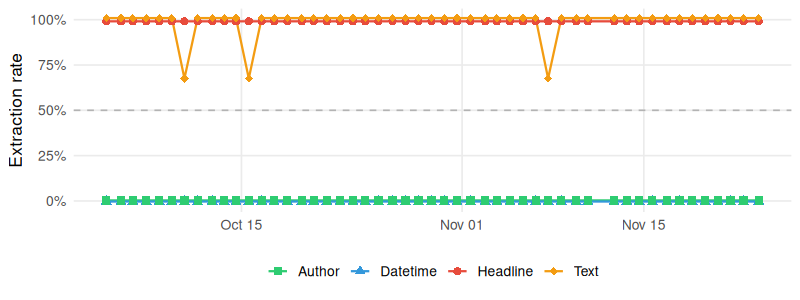 Extraction rate
100%
75%
50%
25%
0%
Oct 15 Nov 01 Nov 15
Author Datetime Headline Text